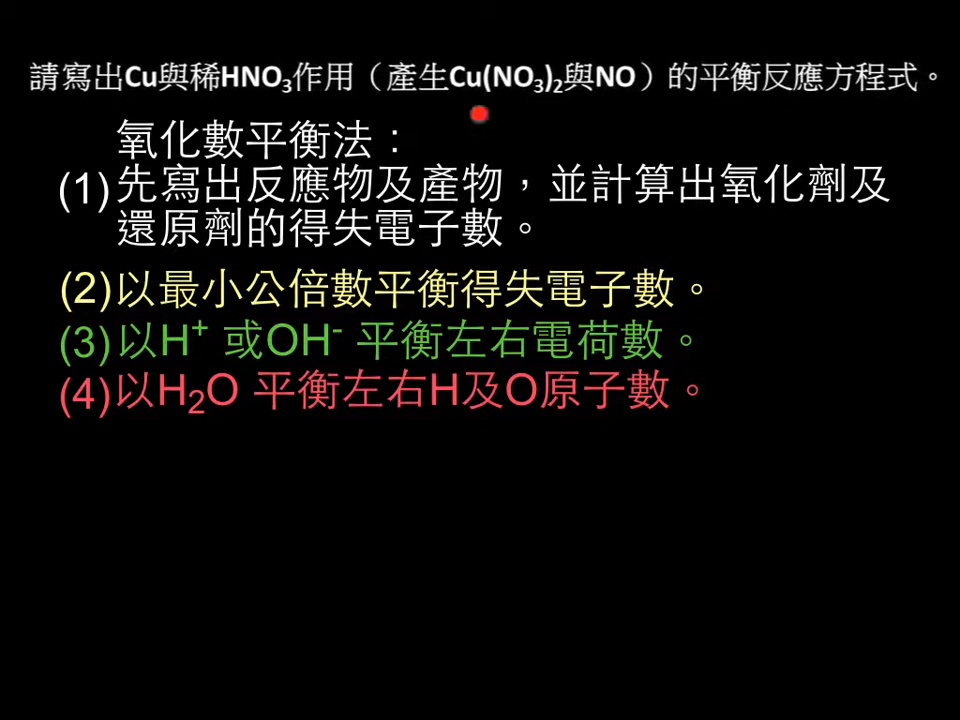 請寫出Cu與稀HNO₃作用（產生Cu(NO₃)₂與NO）的平衡反應方程式。
氧化數平衡法：
(1)先寫出反應物及產物，並計算出氧化劑及
還原劑的得失電子數。
(2)以最小公倍數平衡得失電子數。
(3)以H⁺ 或OH⁻ 平衡左右電荷數。
(4)以H₂O 平衡左右H及O原子數。